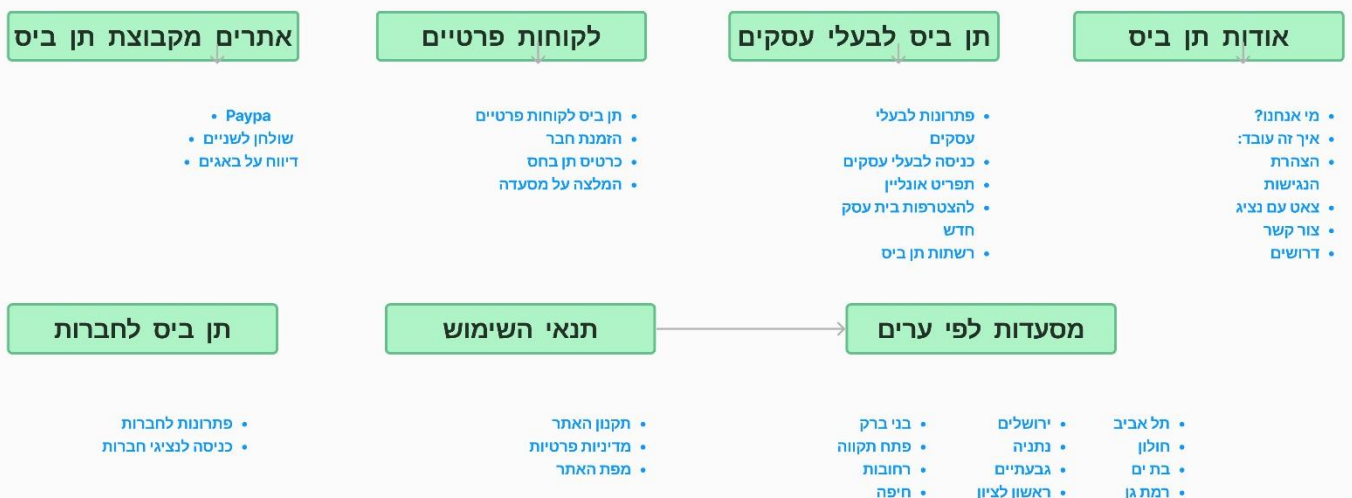 אודות תן ביס
• מי אנחנו?
• איך זה עובד:
• הצהרת
הנגישות
• צאט עם נציג
• צור קשר
• דרושים
תן ביס לבעלי עסקים
• פתרונות לבעלי
עסקים
• כניסה לבעלי עסקים
• תפריט אונליין
• להצטרפות בית עסק
חדש
• רשתות תן ביס
לקוחות פרטיים
• תן ביס לקוחות פרטיים
• הזמנת חבר
• כרטיס תן בחס
• המלצה על מסעדה
אתרים מקבוצת תן ביס
• Paypa
שולחן לשניים •
דיווח על באגים •
מסעדות לפי ערים
• תל אביב
• חולון
• בת ים
• רמת גן
• ירושלים
• נתניה
• גבעתיים
• ראשון לציון
• בני ברק
• פתח תקווה
• רחובות
• חיפה
תנאי השימוש
• תקנון האתר
• מדיניות פרטיות
• מפת האתר
תן ביס לחברות
• פתרונות לחברות
• כניסה לנציגי חברות